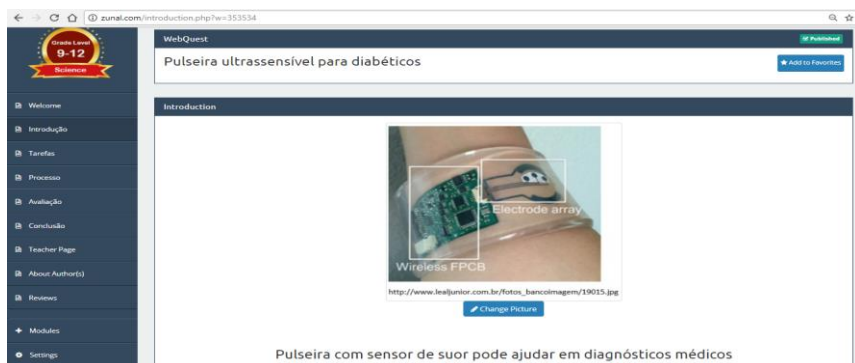 zunal.com/introduction.php?w=353534
Grade Level
9-12
Science
WebQuest
Published
Pulseira ultrassensível para diabéticos
Add to Favorites
Welcome
Introdução
Tarefas
Processo
Avaliação
Conclusão
Teacher Page
About Author(s)
Reviews
Modules
Settings
Introduction
Electrode array
Wireless FPCB
http://www.lealjunior.com.br/fotos_bancoimagem/19015.jpg
Change Picture
Pulseira com sensor de suor pode ajudar em diagnósticos médicos